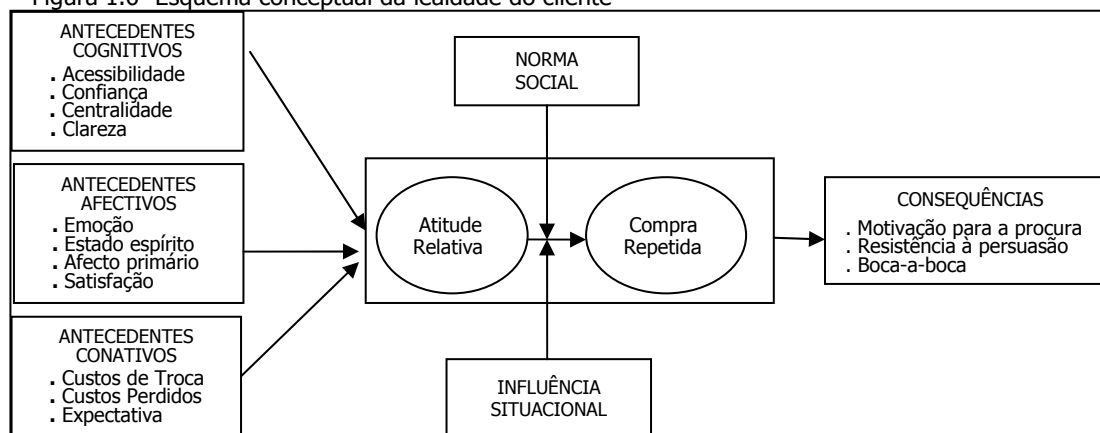 Figura 1.6 Esquema conceptual da lealdade do cliente
ANTECEDENTES
COGNITIVOS
. Acessibilidade
. Confiança
. Centralidade
. Clareza
NORMA
SOCIAL
ANTECEDENTES
AFECTIVOS
. Emoção
. Estado espírito
. Afecto primário
. Satisfação
Atitude
Relativa
Compra
Repetida
CONSEQUÊNCIAS
. Motivação para a procura
. Resistência à persuasão
. Boca-a-boca
ANTECEDENTES
CONATIVOS
. Custos de Troca
. Custos Perdidos
. Expectativa
INFLUÊNCIA
SITUACIONAL